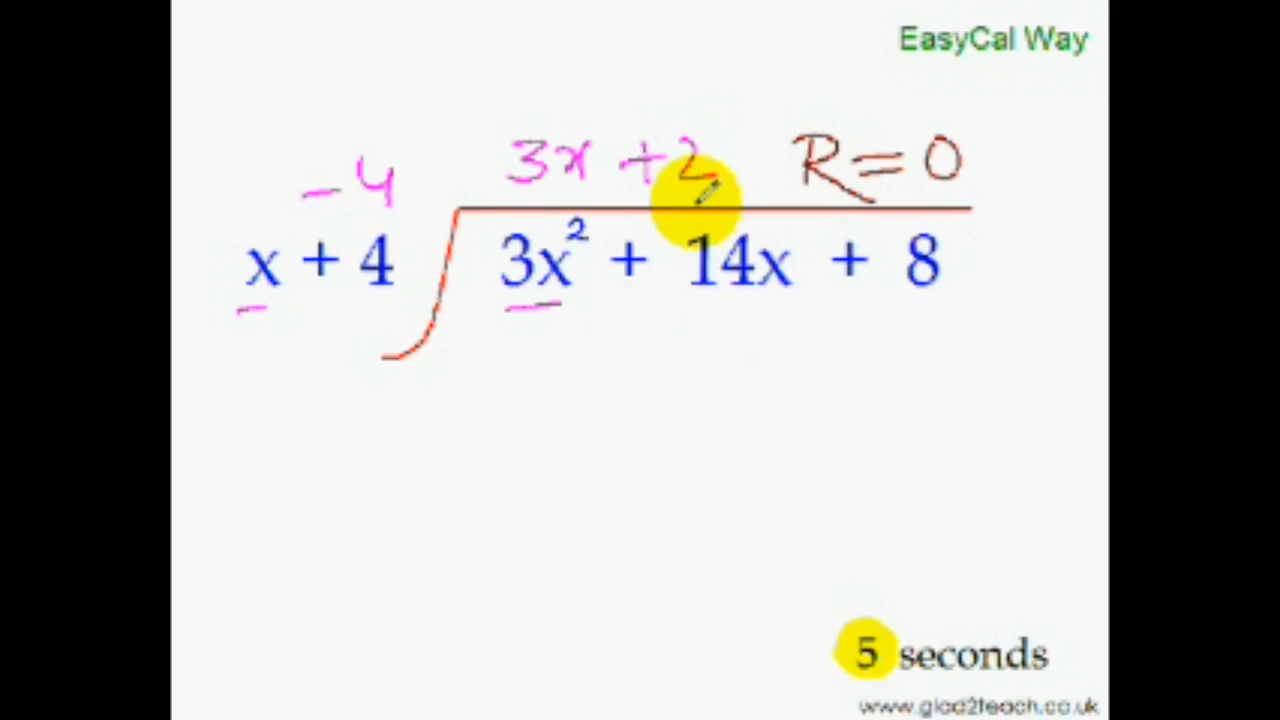 EasyCal Way
-4 3x +2 R=0
x + 4 3x² + 14x + 8
5 seconds
www.glad2teach.co.uk